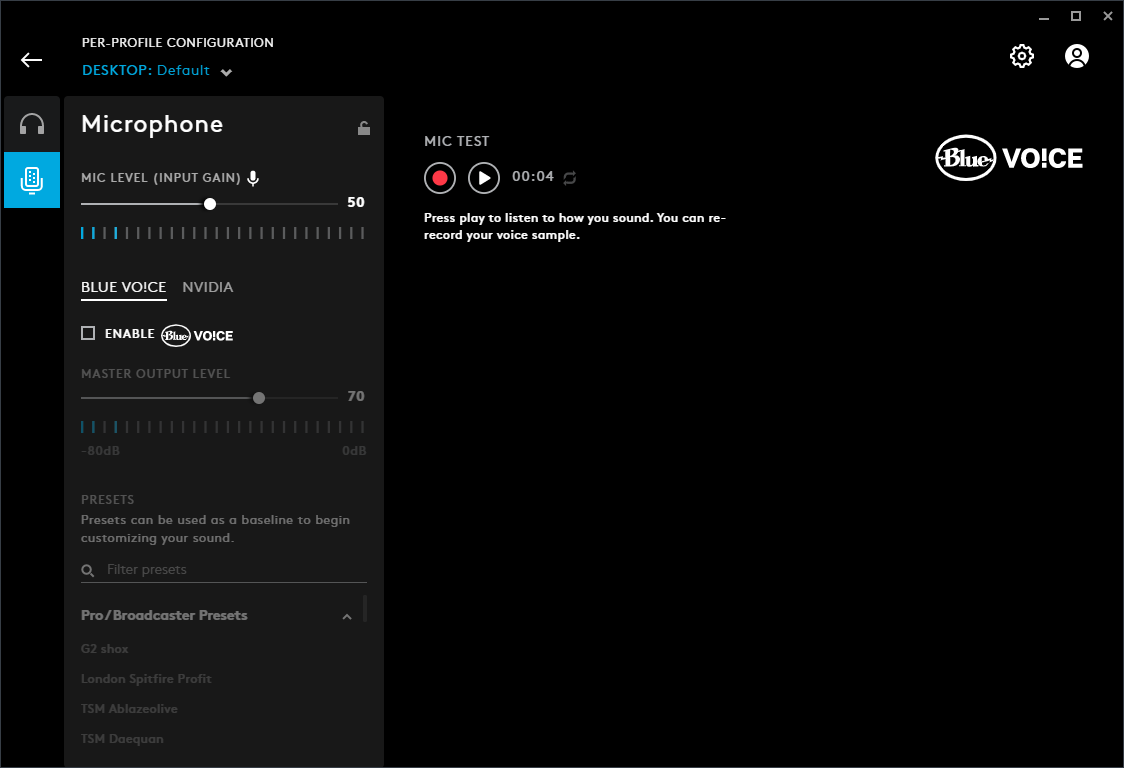 PER-PROFILE CONFIGURATION
DESKTOP: Default
Microphone
MIC LEVEL (INPUT GAIN)
50
BLUE VO!CE NVIDIA
ENABLE Blue VO!CE
MASTER OUTPUT LEVEL
70
-80dB 0dB
PRESETS
Presets can be used as a baseline to begin
customizing your sound.
Filter presets
Pro/Broadcaster Presets
G2 shox
London Spitfire Profit
TSM Ablazeolive
TSM Daequan
MIC TEST
00:04
Press play to listen to how you sound. You can re-
record your voice sample.
Blue VO!CE